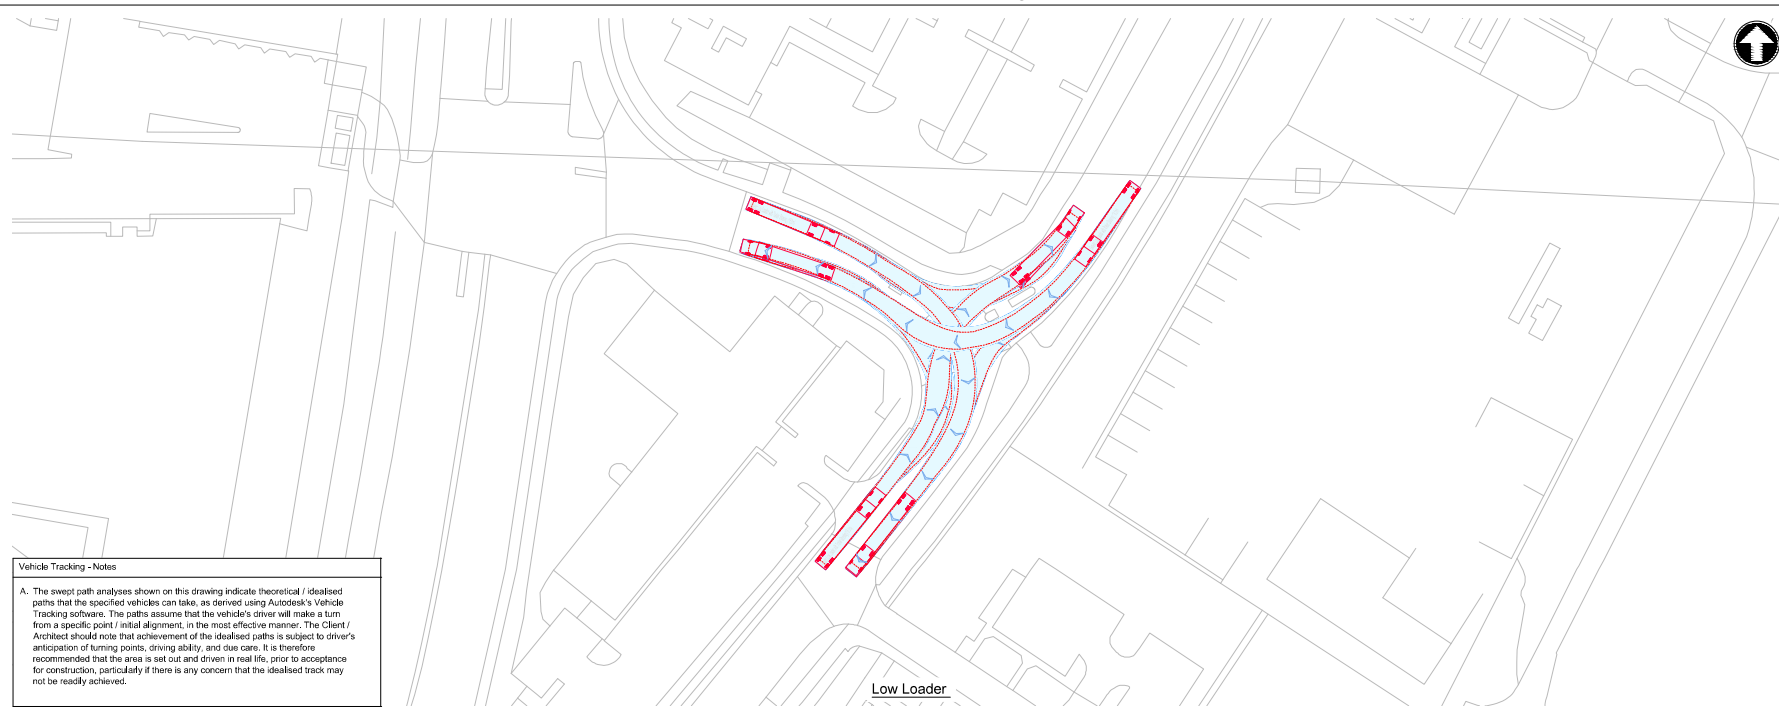 Vehicle Tracking - Notes
A. The swept path analyses shown on this drawing indicate theoretical / idealised
paths that the specified vehicles can take, as derived using Autodesk's Vehicle
Tracking software. The paths assume that the vehicle's driver will make a turn
from a specific point / initial alignment, in the most effective manner. The Client /
Architect should note that achievement of the idealised paths is subject to driver's
anticipation of turning points, driving ability, and due care. It is therefore
recommended that the area is set out and driven in real life, prior to acceptance
for construction, particularly if there is any concern that the idealised track may
not be readily achieved.
Low Loader